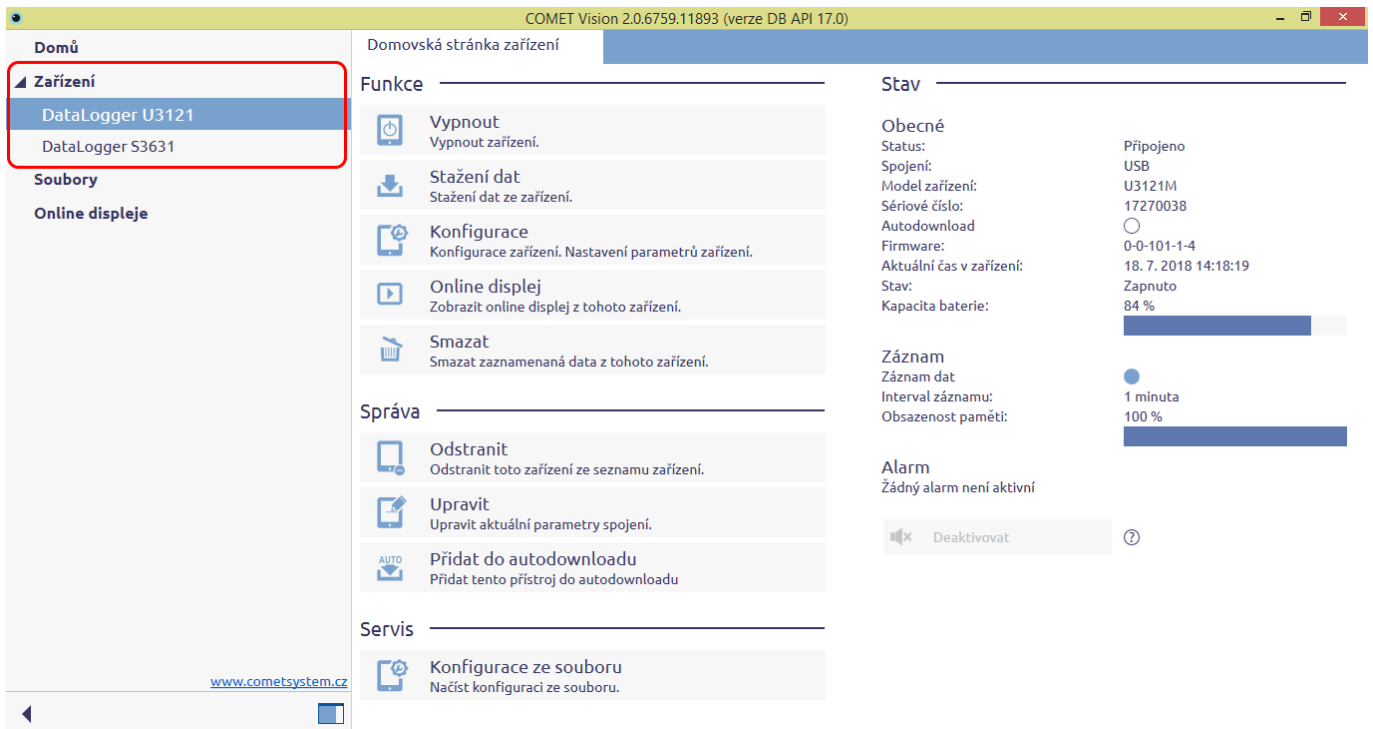 COMET Vision 2.0.6759.11893 (verze DB API 17.0)
Domů
Zařízení
DataLogger U3121
DataLogger S3631
Soubory
Online displeje
www.cometsystem.cz
Domovská stránka zařízení
Funkce
Vypnout
Vypnout zařízení.
Stažení dat
Stažení dat ze zařízení.
Konfigurace
Konfigurace zařízení. Nastavení parametrů zařízení.
Online displej
Zobrazit online displej z tohoto zařízení.
Smazat
Smazat zaznamenaná data z tohoto zařízení.
Správa
Odstranit
Odstranit toto zařízení ze seznamu zařízení.
Upravit
Upravit aktuální parametry spojení.
AUTO
Přidat do autodownloadu
Přidat tento přístroj do autodownloadu
Servis
Konfigurace ze souboru
Načíst konfiguraci ze souboru.
Stav
Obecné
Status: Připojeno
Spojení: USB
Model zařízení: U3121M
Sériové číslo: 17270038
Autodownload
Firmware: 0-0-101-1-4
Aktuální čas v zařízení: 18. 7. 2018 14:18:19
Stav: Zapnuto
Kapacita baterie: 84 %
Záznam
Záznam dat
Interval záznamu: 1 minuta
Obsazenost paměti: 100 %
Alarm
Žádný alarm není aktivní
Deaktivovat ?